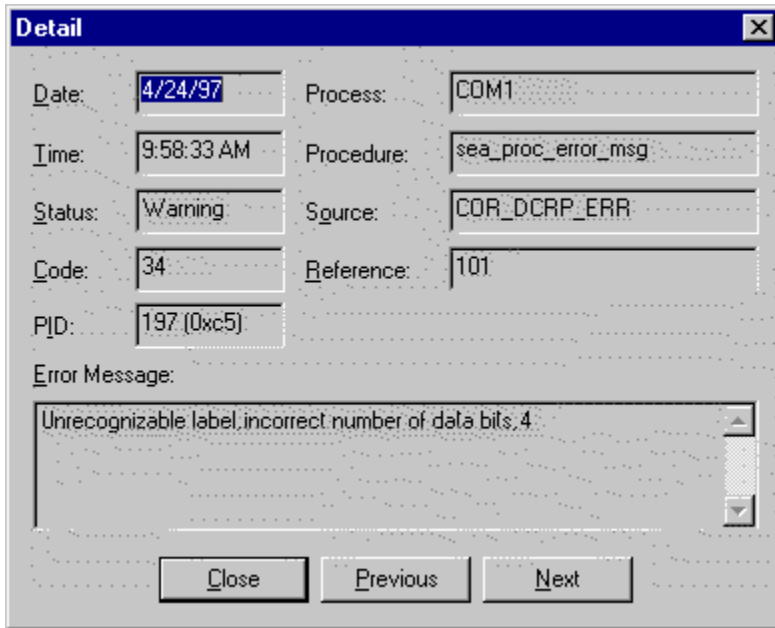 Detail
Date: 4/24/97 Process: COM1
Time: 9:58:33 AM Procedure: sea_proc_error_msg
Status: Warning Source: COR_DCRP_ERR
Code: 34 Reference: 101
PID: 197 (0xc5)
Error Message:
Unrecognizable label,incorrect number of data bits,4
Close Previous Next